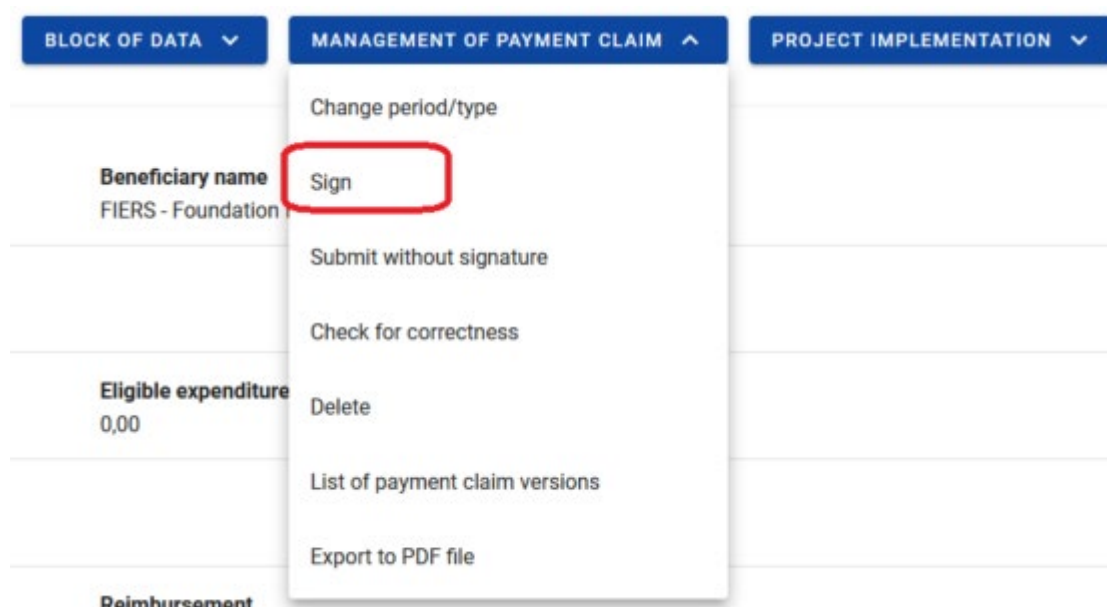 BLOCK OF DATA
MANAGEMENT OF PAYMENT CLAIM
PROJECT IMPLEMENTATION
Change period/type
Beneficiary name
Sign
FIERS - Foundation
Submit without signature
Check for correctness
Eligible expenditure
Delete
0,00
List of payment claim versions
Export to PDF file
Reimbursement